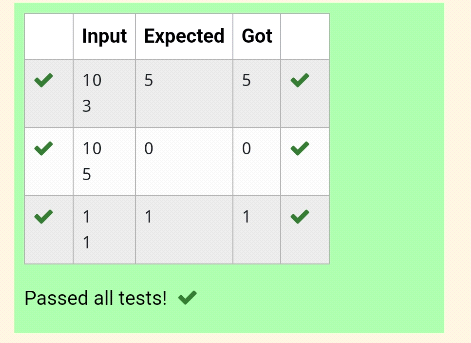 Input Expected Got
10 5 5
3
10 0 0
5
1 1 1
1
Passed all tests!